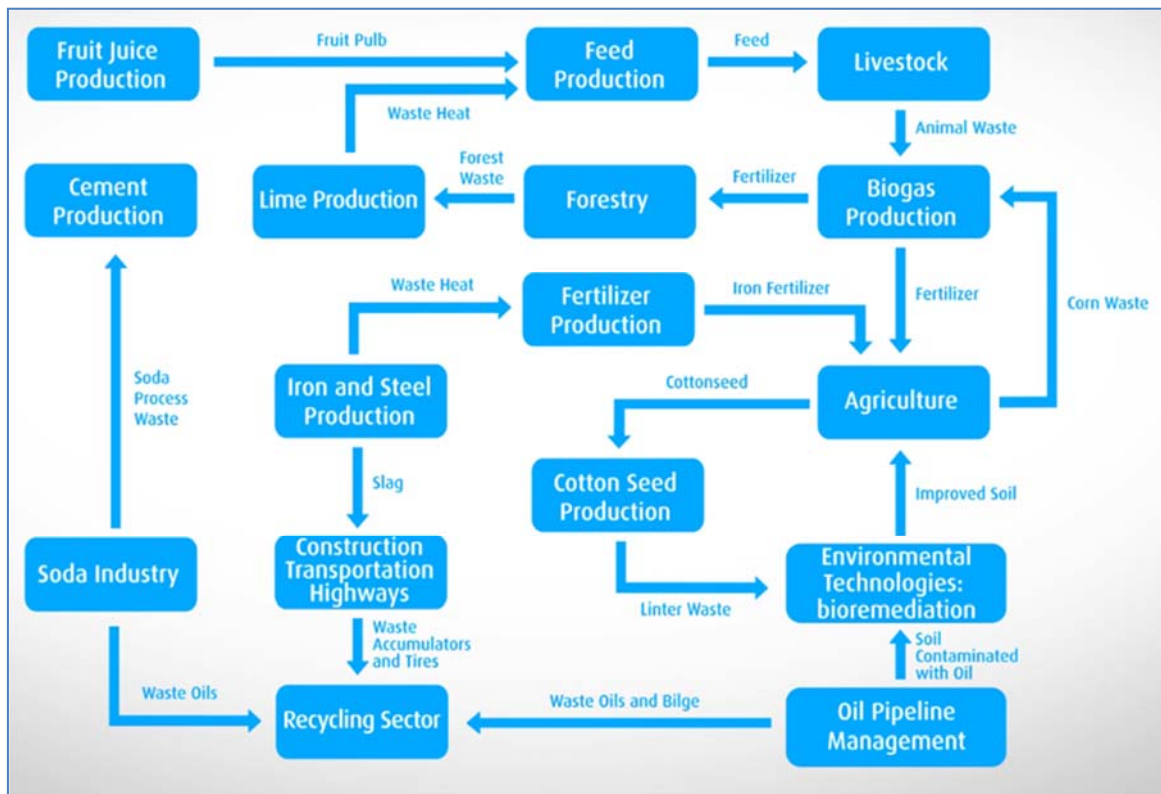 Fruit Juice
Production
Fruit Pulb
Feed
Production
Feed
Livestock
Waste Heat
Animal Waste
Cement
Production
Lime Production
Forest
Waste
Forestry
Fertilizer
Biogas
Production
Waste Heat
Fertilizer
Production
Iron Fertilizer
Fertilizer
Corn Waste
Soda
Process
Waste
Iron and Steel
Production
Cottonseed
Agriculture
Slag
Cotton Seed
Production
Improved Soil
Soda Industry
Construction
Transportation
Highways
Linter Waste
Environmental
Technologies:
bioremediation
Waste
Accumulators
and Tires
Soil
Contaminated
with Oil
Waste Oils
Recycling Sector
Waste Oils and Bilge
Oil Pipeline
Management